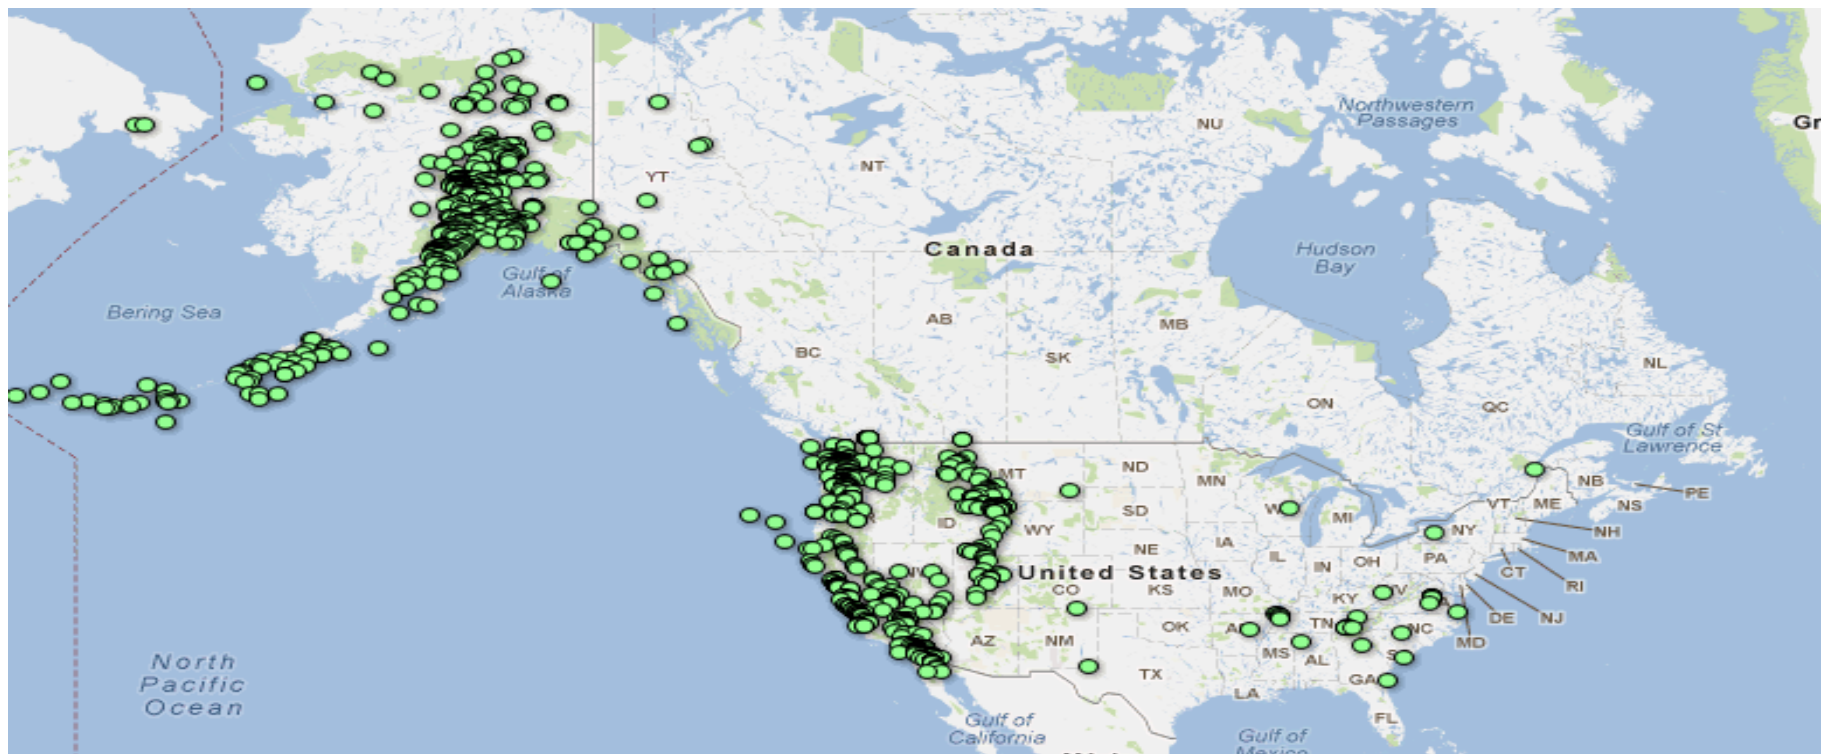 Northwestern
Passages
Gr
NU
NT
YT
Canada
Hudson
Bay
Gulf of
Alaska
Bering Sea
AB
MB
BC
SK
NL
ON
QC
Gulf of St
Lawrence
MT
ND
MN
NB
PE
VT
ME
NS
ID
WY
SD
MI
NY
NH
IA
NE
PA
MA
IL
IN
OH
CT
RI
United States
CO
KS
MO
KY
DE
NJ
OK
TN
NC
MD
AZ
NM
MS
AL
TX
GA
LA
FL
North
Pacific
Ocean
Gulf of
California
Gulf of
Mexico